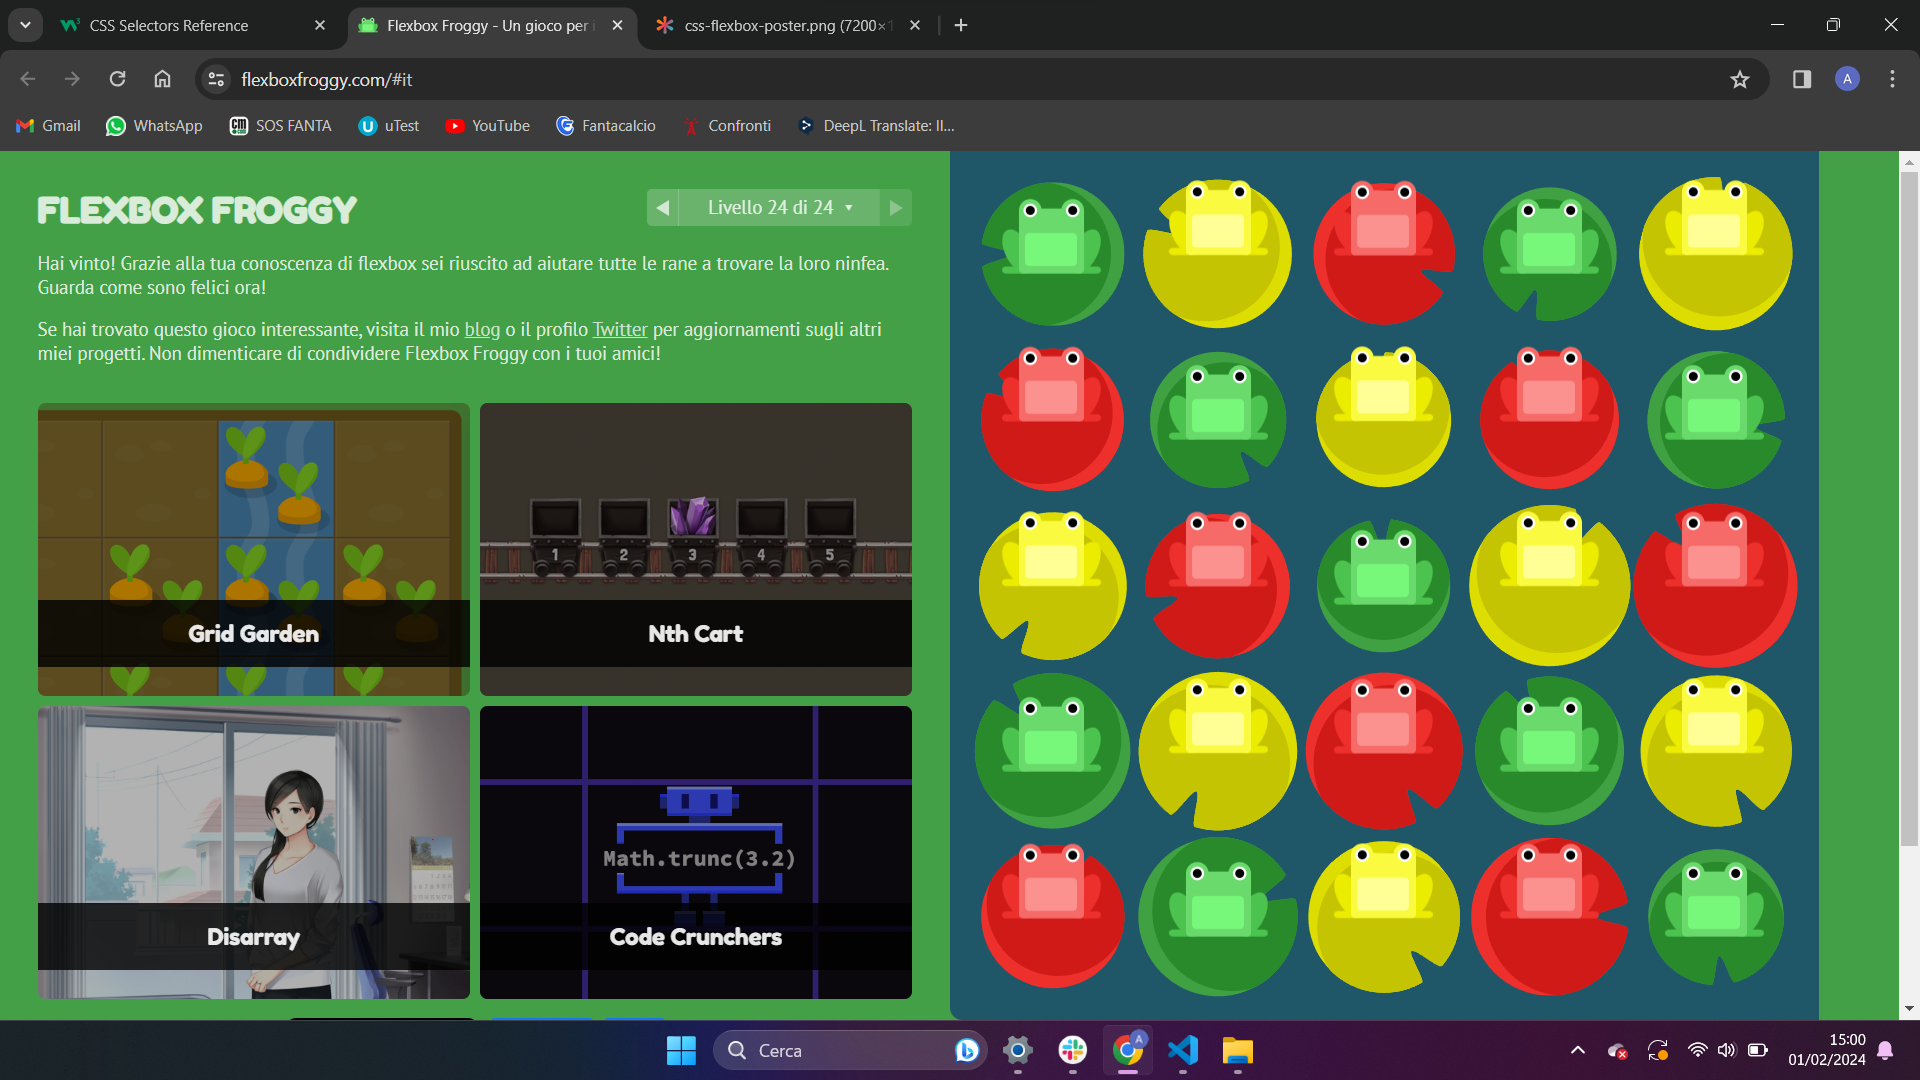 CSS Selectors Reference
Flexbox Froggy - Un gioco per i
css-flexbox-poster.png (7200×1
flexboxfroggy.com/#it
A
Gmail
WhatsApp
SOS FANTA
uTest
YouTube
Fantacalcio
Confronti
DeepL Translate: Il...
FLEXBOX FROGGY
Livello 24 di 24
Hai vinto! Grazie alla tua conoscenza di flexbox sei riuscito ad aiutare tutte le rane a trovare la loro ninfea.
Guarda come sono felici ora!
Se hai trovato questo gioco interessante, visita il mio blog o il profilo Twitter per aggiornamenti sugli altri
miei progetti. Non dimenticare di condividere Flexbox Froggy con i tuoi amici!
Grid Garden
1 2 3 4 5
Nth Cart
Disarray
Math.trunc(3.2)
Code Crunchers
Cerca
A
15:00
01/02/2024